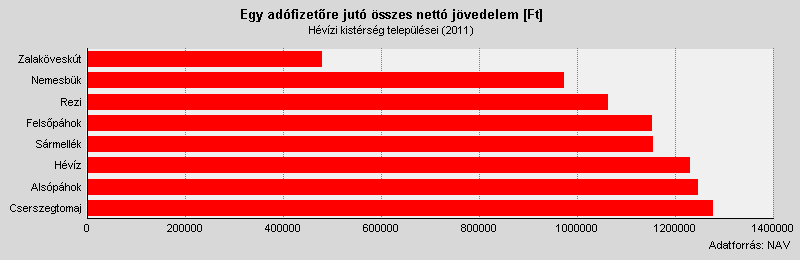 Egy adófizetőre jutó összes nettó jövedelem [Ft]
Hévízi kistérség települései (2011)
Zalaköveskút
Nemesbük
Rezi
Felsőpáhok
Sármellék
Hévíz
Alsópáhok
Cserszegtomaj
0 200000 400000 600000 800000 1000000 1200000 1400000
Adatforrás: NAV